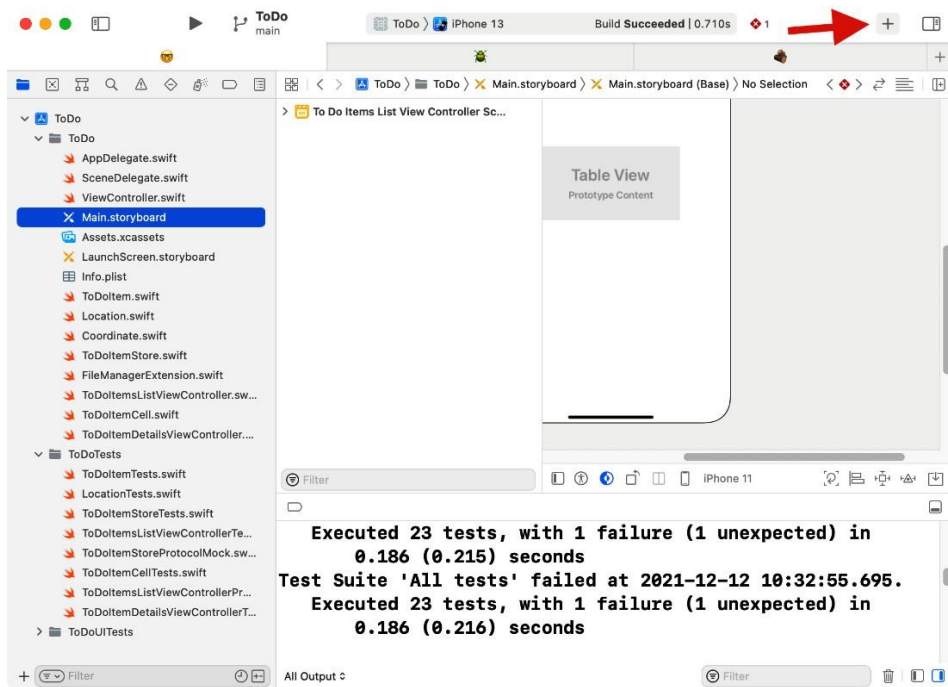 ToDo
main
ToDo 〉 iPhone 13
Build Succeeded | 0.710s
1
ToDo 〉 ToDo 〉 Main.storyboard 〉 Main.storyboard (Base) 〉 No Selection
ToDo
ToDo
AppDelegate.swift
SceneDelegate.swift
ViewController.swift
Main.storyboard
Assets.xcassets
LaunchScreen.storyboard
Info.plist
ToDoItem.swift
Location.swift
Coordinate.swift
ToDoItemStore.swift
FileManagerExtension.swift
ToDoItemsListViewController.sw...
ToDoItemCell.swift
ToDoItemDetailsViewController....
ToDoTests
ToDoItemTests.swift
LocationTests.swift
ToDoItemStoreTests.swift
ToDoItemsListViewControllerTe...
ToDoItemStoreProtocolMock.sw...
ToDoItemCellTests.swift
ToDoItemsListViewControllerPr...
ToDoItemDetailsViewControllerT...
ToDoUITests
Filter
To Do Items List View Controller Sc...
Filter
Table View
Prototype Content
iPhone 11
Executed 23 tests, with 1 failure (1 unexpected) in
0.186 (0.215) seconds
Test Suite 'All tests' failed at 2021-12-12 10:32:55.695.
Executed 23 tests, with 1 failure (1 unexpected) in
0.186 (0.216) seconds
All Output
Filter